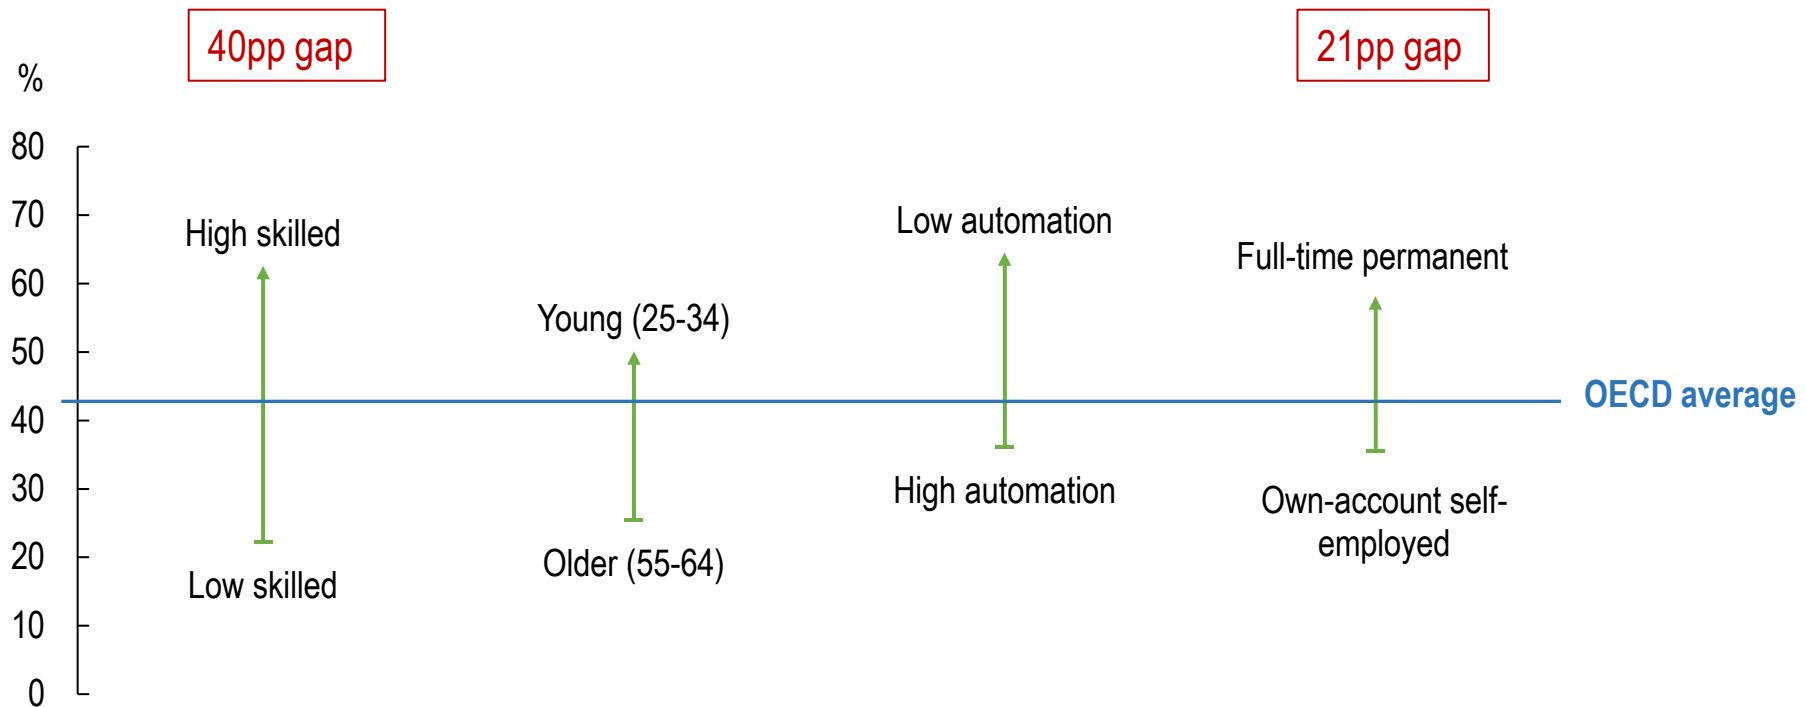 40pp gap
21pp gap
%
80
70
60
50
40
30
20
10
0
High skilled
Low skilled
Young (25-34)
Older (55-64)
Low automation
High automation
Full-time permanent
Own-account self-
employed
OECD average